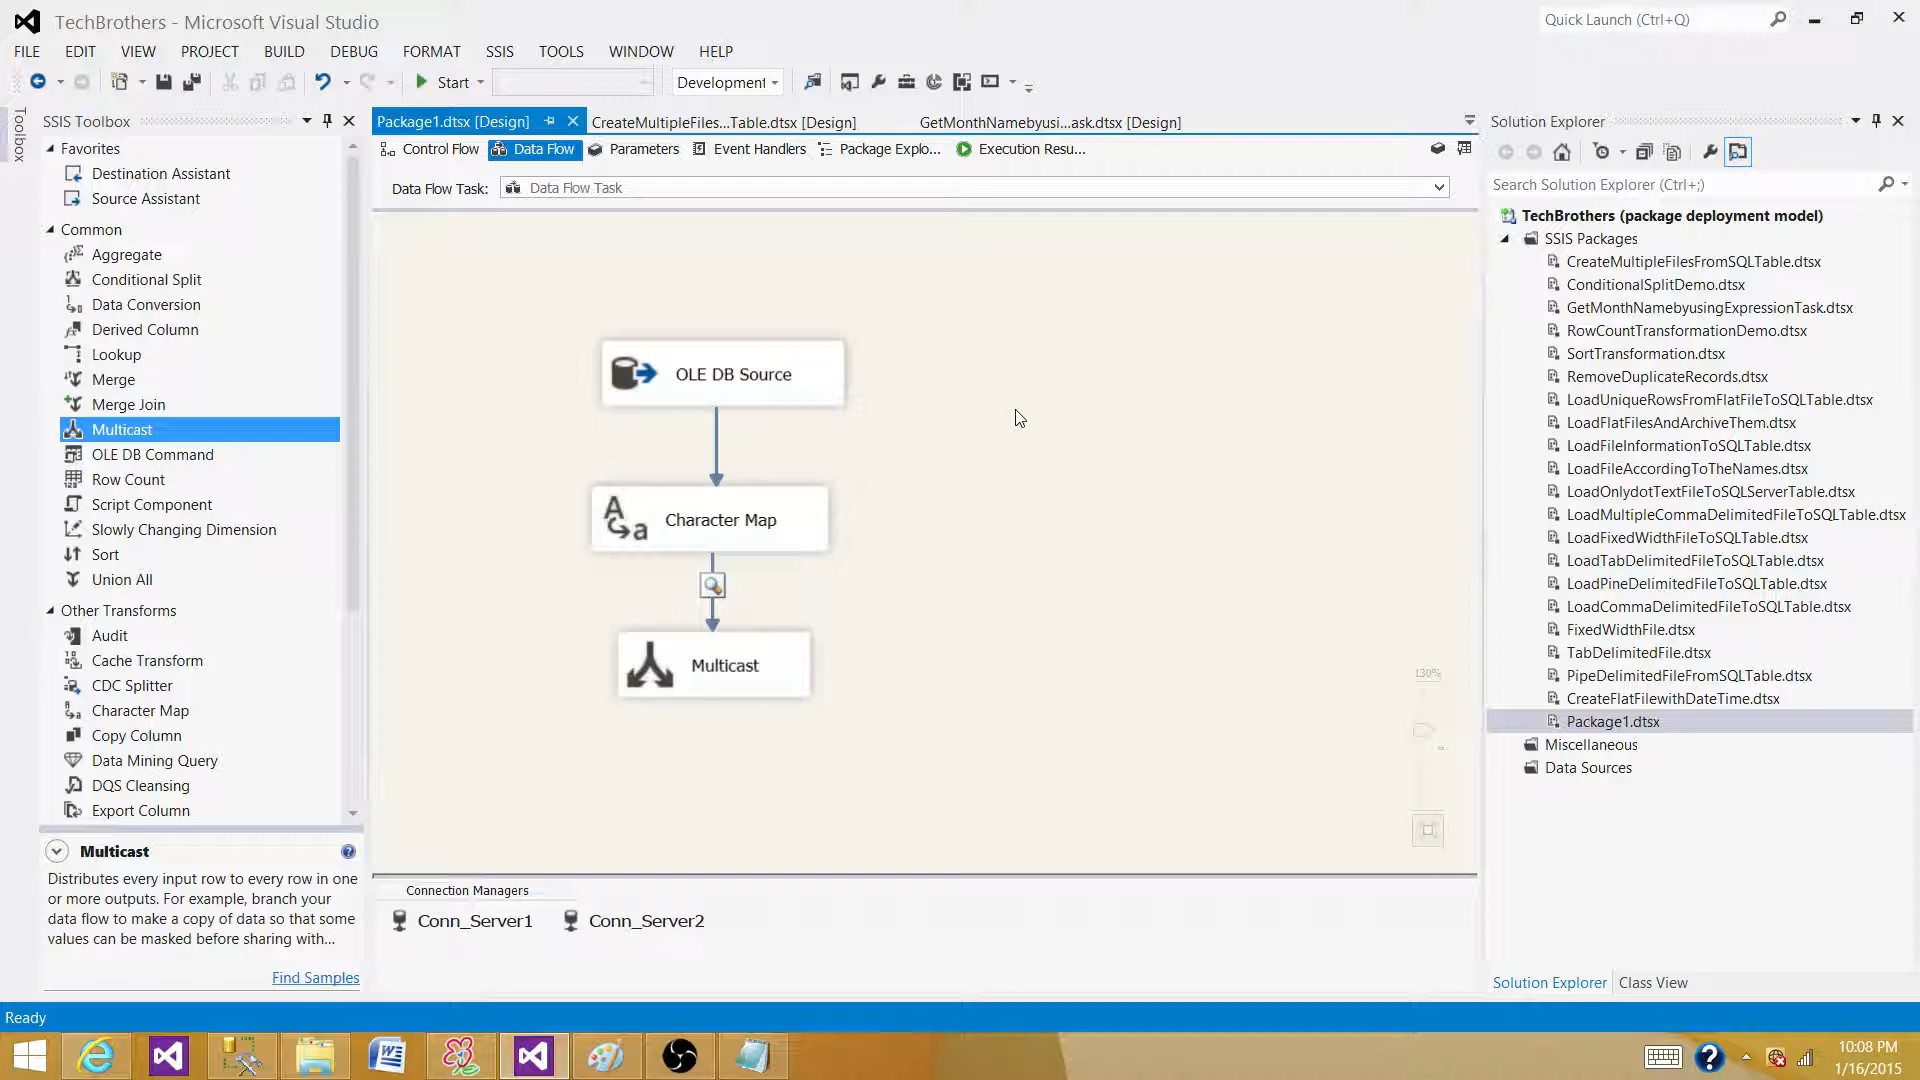 TechBrothers - Microsoft Visual Studio
Quick Launch (Ctrl+Q)
FILE EDIT VIEW PROJECT BUILD DEBUG FORMAT SSIS TOOLS WINDOW HELP
Start Development
Toolbox
SSIS Toolbox
Favorites
Destination Assistant
Source Assistant
Common
Aggregate
Conditional Split
Data Conversion
Derived Column
Lookup
Merge
Merge Join
Multicast
OLE DB Command
Row Count
Script Component
Slowly Changing Dimension
Sort
Union All
Other Transforms
Audit
Cache Transform
CDC Splitter
Character Map
Copy Column
Data Mining Query
DQS Cleansing
Export Column
Multicast
Distributes every input row to every row in one
or more outputs. For example, branch your
data flow to make a copy of data so that some
values can be masked before sharing with...
Find Samples
Package1.dtsx [Design] CreateMultipleFiles...Table.dtsx [Design] GetMonthNamebyusi...ask.dtsx [Design]
Control Flow Data Flow Parameters Event Handlers Package Explo... Execution Resu...
Data Flow Task: Data Flow Task
OLE DB Source
Character Map
Multicast
130%
Connection Managers
Conn_Server1 Conn_Server2
Solution Explorer
Search Solution Explorer (Ctrl+;)
TechBrothers (package deployment model)
SSIS Packages
CreateMultipleFilesFromSQLTable.dtsx
ConditionalSplitDemo.dtsx
GetMonthNamebyusingExpressionTask.dtsx
RowCountTransformationDemo.dtsx
SortTransformation.dtsx
RemoveDuplicateRecords.dtsx
LoadUniqueRowsFromFlatFileToSQLTable.dtsx
LoadFlatFilesAndArchiveThem.dtsx
LoadFileInformationToSQLTable.dtsx
LoadFileAccordingToTheNames.dtsx
LoadOnlydotTextFileToSQLServerTable.dtsx
LoadMultipleCommaDelimitedFileToSQLTable.dtsx
LoadFixedWidthFileToSQLTable.dtsx
LoadTabDelimitedFileToSQLTable.dtsx
LoadPineDelimitedFileToSQLTable.dtsx
LoadCommaDelimitedFileToSQLTable.dtsx
FixedWidthFile.dtsx
TabDelimitedFile.dtsx
PipeDelimitedFileFromSQLTable.dtsx
CreateFlatFilewithDateTime.dtsx
Package1.dtsx
Miscellaneous
Data Sources
Solution Explorer Class View
Ready
10:08 PM
1/16/2015